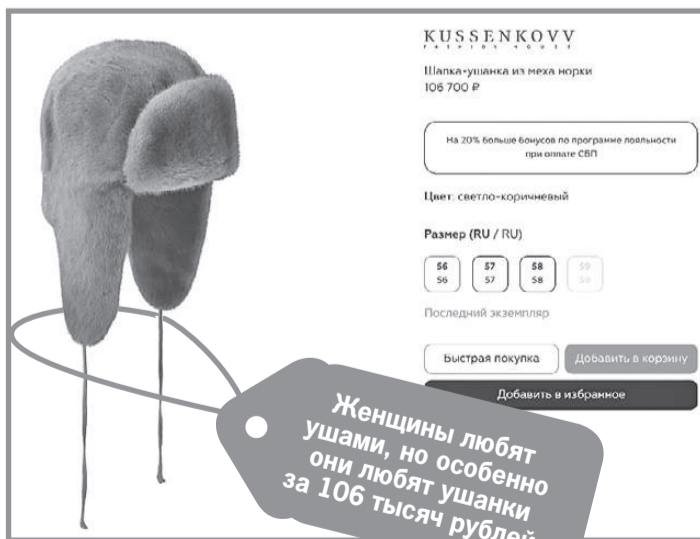 KUSSENKOVV
FASHION HOUSE
Шапка-ушанка из меха норки
106 700 ₽
На 20% больше бонусов по программе лояльности
при оплате СБП
Цвет: светло-коричневый
Размер (RU / RU)
56 57 58 59
56 57 58 59
Последний экземпляр
Быстрая покупка Добавить в корзину
Добавить в избранное
Женщины любят
ушами, но особенно
они любят ушанки
за 106 тысяч рублей